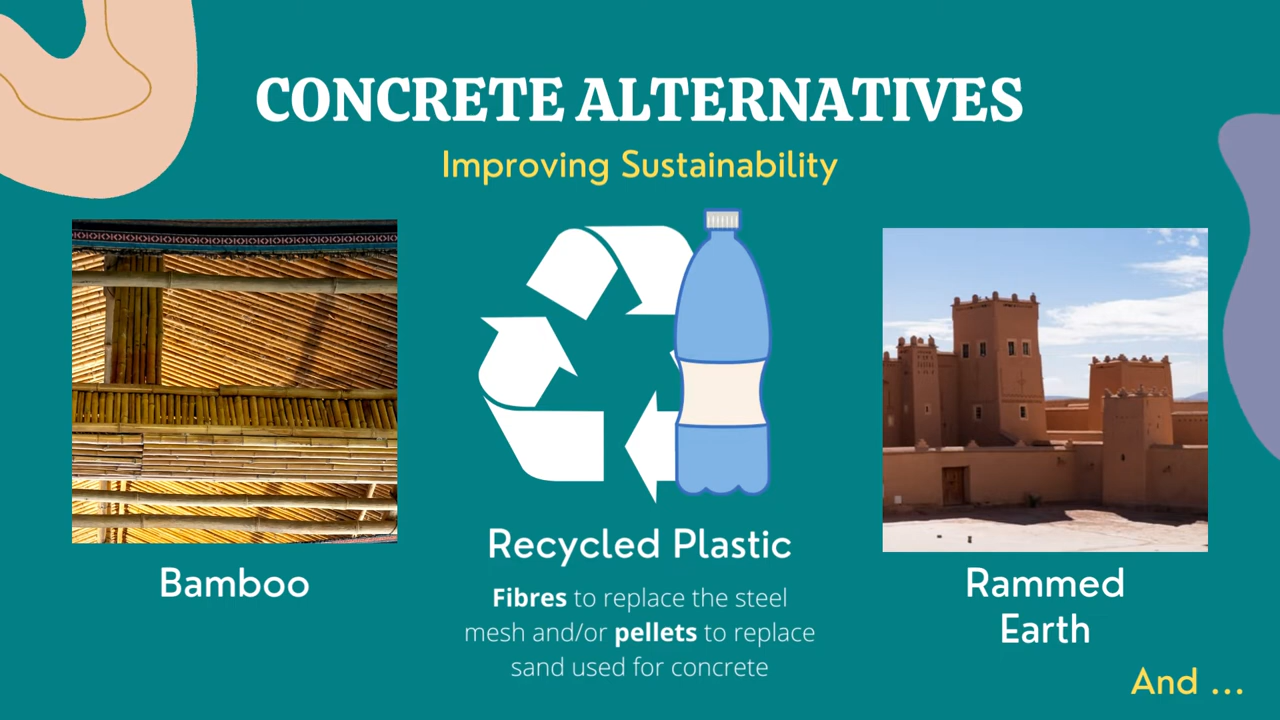 CONCRETE ALTERNATIVES
Improving Sustainability
Bamboo
Recycled Plastic
Fibres to replace the steel
mesh and/or pellets to replace
sand used for concrete
Rammed
Earth
And ...